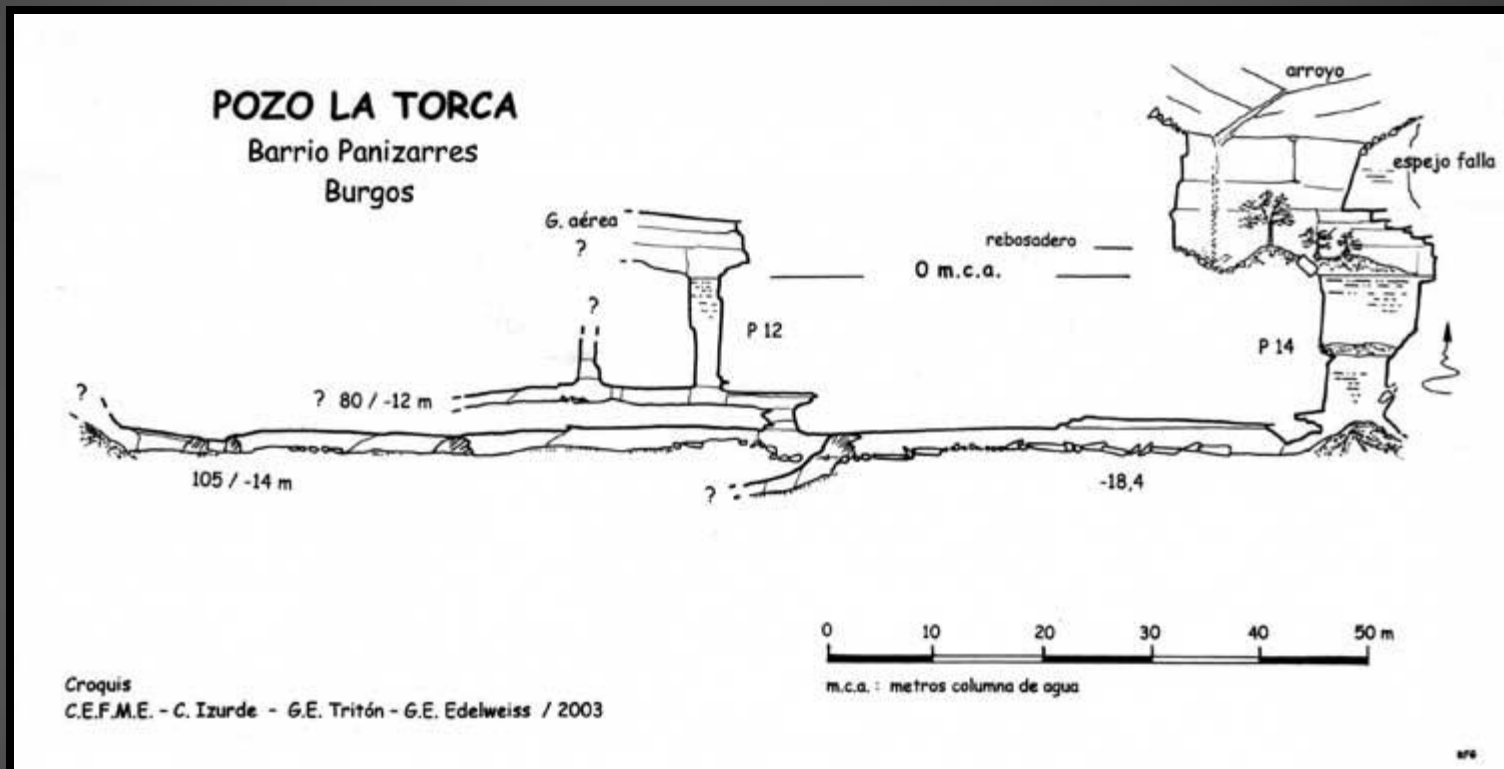 POZO LA TORCA
Barrio Panizarres
Burgos
arroyo
espejo falla
G. aérea
?
rebosadero
0 m.c.a.
?
P 12
P 14
?
? 80 / -12 m
105 / -14 m
?
-18,4
0 10 20 30 40 50 m
m.c.a. : metros columna de agua
Croquis
C.E.F.M.E. - C. Izurde - G.E. Tritón - G.E. Edelweiss / 2003